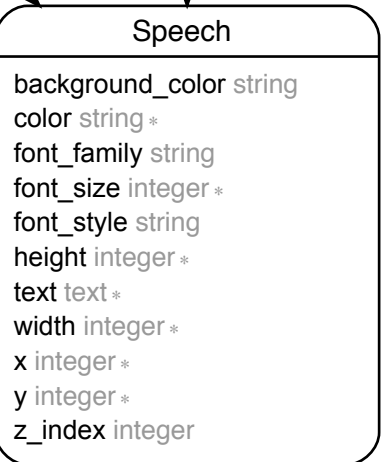 Speech
background_color string
color string *
font_family string
font_size integer *
font_style string
height integer *
text text *
width integer *
x integer *
y integer *
z_index integer